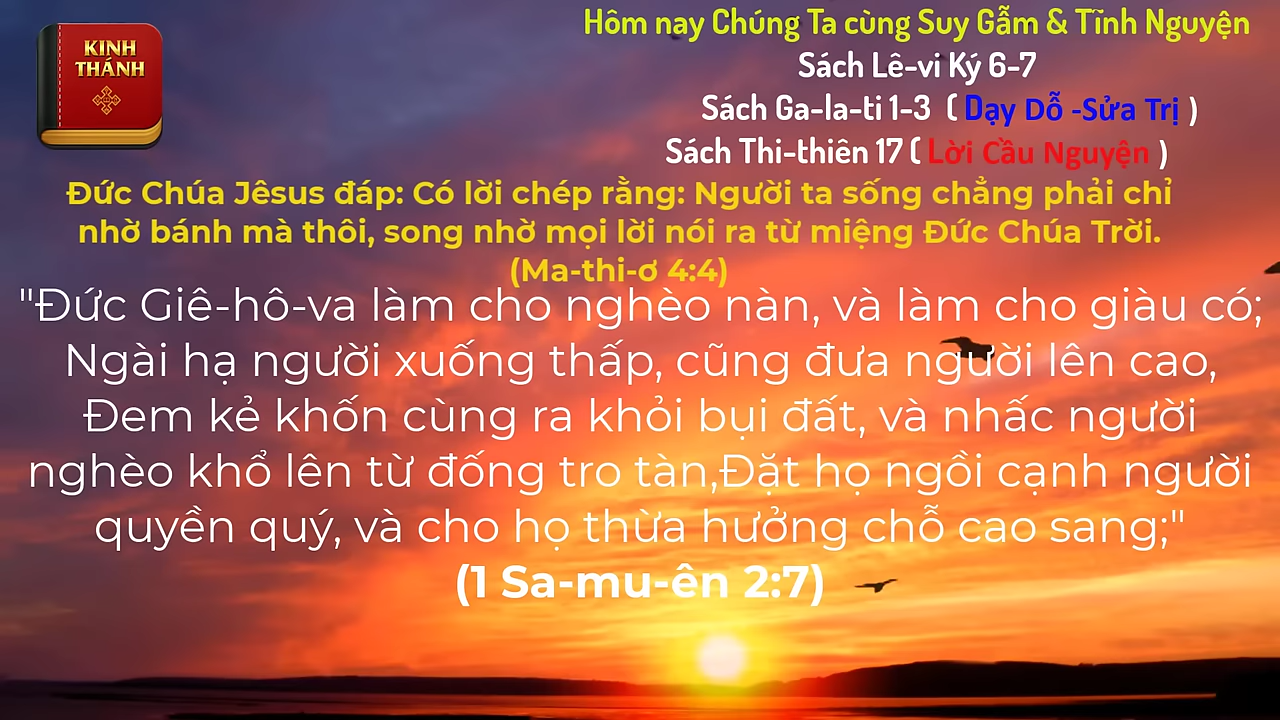 KINH
THÁNH
Hôm nay Chúng Ta cùng Suy Gẫm & Tĩnh Nguyện
Sách Lê-vi Ký 6-7
Sách Ga-la-ti 1-3 ( Dạy Dỗ -Sửa Trị )
Sách Thi-thiên 17 ( Lời Cầu Nguyện )
Đức Chúa Jêsus đáp: Có lời chép rằng: Người ta sống chẳng phải chỉ
nhờ bánh mà thôi, song nhờ mọi lời nói ra từ miệng Đức Chúa Trời.
(Ma-thi-ơ 4:4)
"Đức Giê-hô-va làm cho nghèo nàn, và làm cho giàu có;
Ngài hạ người xuống thấp, cũng đưa người lên cao,
Đem kẻ khốn cùng ra khỏi bụi đất, và nhấc người
nghèo khổ lên từ đống tro tàn,Đặt họ ngồi cạnh người
quyền quý, và cho họ thừa hưởng chỗ cao sang;"
(1 Sa-mu-ên 2:7)